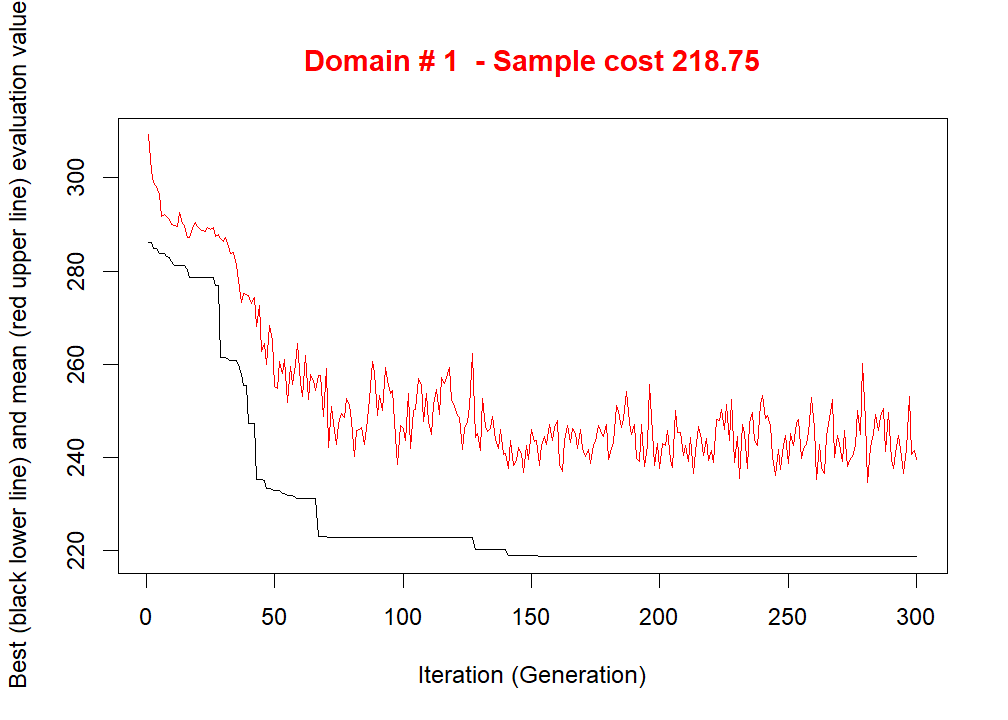 Domain # 1  - Sample cost 218.75
Best (black lower line) and mean (red upper line) evaluation value
300
280
260
240
220
0 50 100 150 200 250 300
Iteration (Generation)